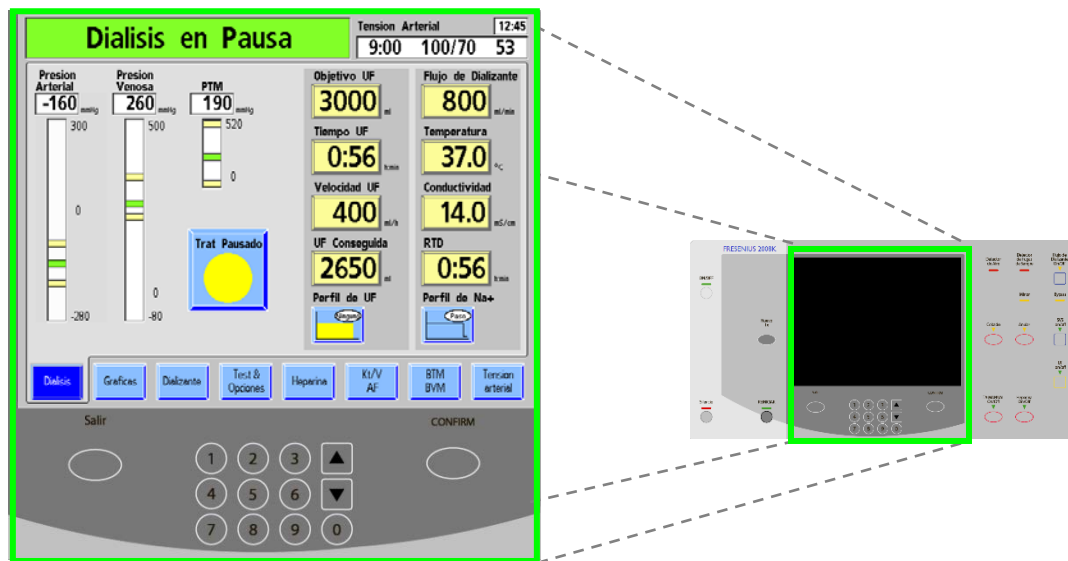 Dialisis en Pausa
Tension Arterial 12:45
9:00 100/70 53
Presion Arterial
-160 mmHg
300
0
-280
Presion Venosa
260 mmHg
500
0
-80
PTM
190 mmHg
520
0
Trat Pausado
Objetivo UF
3000 ml
Tiempo UF
0:56 h:min
Velocidad UF
400 ml/h
UF Conseguida
2650 ml
Perfil de UF
Ninguno
Flujo de Dializante
800 ml/min
Temperatura
37.0 °C
Conductividad
14.0 mS/cm
RTD
0:56 h:min
Perfil de Na+
Paso
Dialisis
Graficas
Dializante
Test & Opciones
Heparina
Kt/V AF
BTM BVM
Tension arterial
Salir
CONFIRM
1 2 3
4 5 6
7 8 9 0
FRESENIUS 2008K
ON/OFF